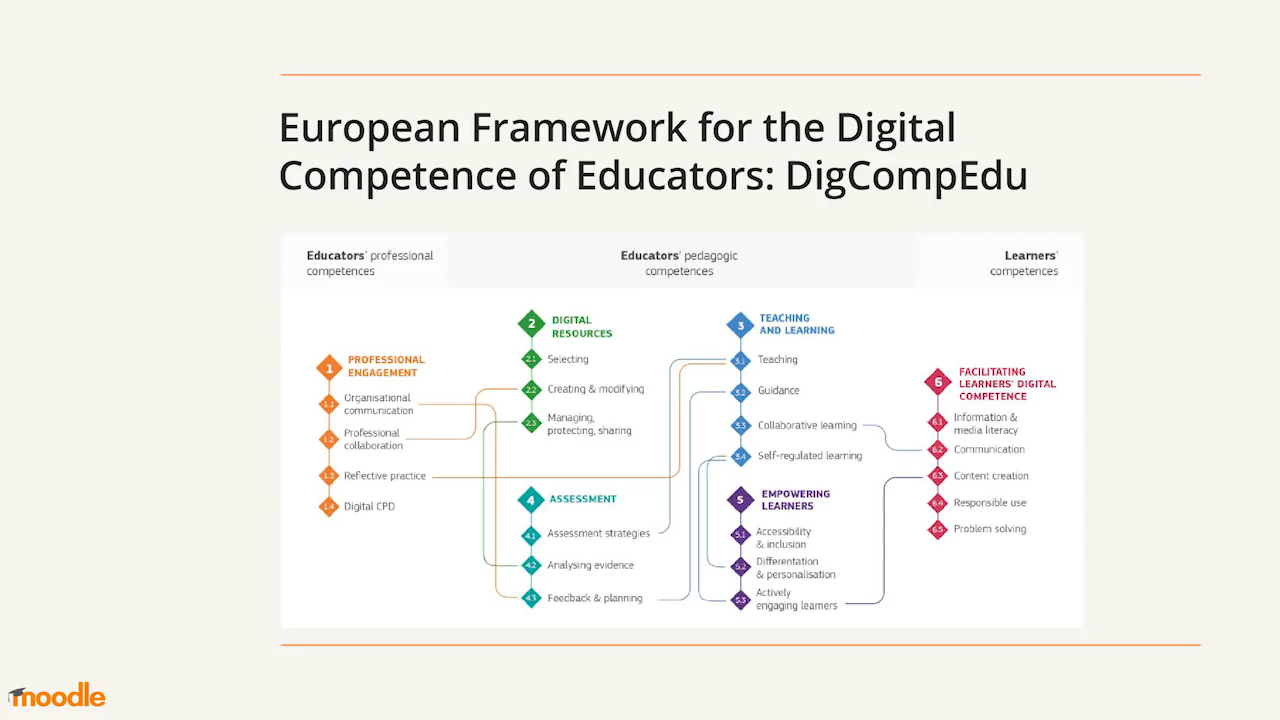 European Framework for the Digital
Competence of Educators: DigCompEdu
Educators' professional
competences
Educators' pedagogic
competences
Learners'
competences
1
PROFESSIONAL
ENGAGEMENT
1.1
Organisational
communication
1.2
Professional
collaboration
1.3
Reflective practice
1.4
Digital CPD
2
DIGITAL
RESOURCES
2.1
Selecting
2.2
Creating & modifying
2.3
Managing,
protecting, sharing
4
ASSESSMENT
4.1
Assessment strategies
4.2
Analysing evidence
4.3
Feedback & planning
3
TEACHING
AND LEARNING
3.1
Teaching
3.2
Guidance
3.3
Collaborative learning
3.4
Self-regulated learning
5
EMPOWERING
LEARNERS
5.1
Accessibility
& inclusion
5.2
Differentation
& personalisation
5.3
Actively
engaging learners
6
FACILITATING
LEARNERS' DIGITAL
COMPETENCE
6.1
Information &
media literacy
6.2
Communication
6.3
Content creation
6.4
Responsible use
6.5
Problem solving
moodle